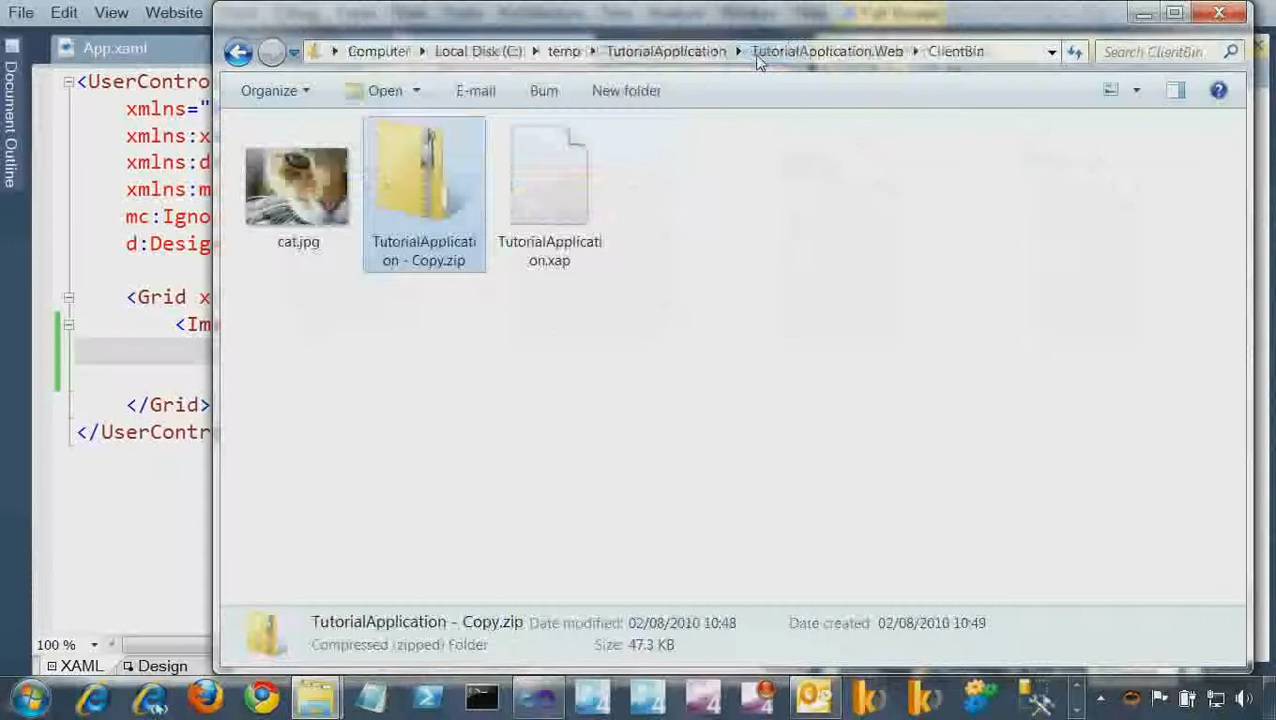 File Edit View Website
Computer Local Disk (C:) temp TutorialApplication TutorialApplication.Web ClientBin Search ClientBin
App.xaml
Organize Open E-mail Burn New folder
Document Outline
<UserContro
xmlns="
xmlns:x
xmlns:d
xmlns:m
mc:Igno
d:Desig
<Grid x
<Im
</Grid>
</UserContr
cat.jpg
TutorialApplicati
on - Copy.zip
TutorialApplicati
on.xap
TutorialApplication - Copy.zip Date modified: 02/08/2010 10:48 Date created: 02/08/2010 10:49
Compressed (zipped) Folder Size: 47.3 KB
100 %
XAML Design